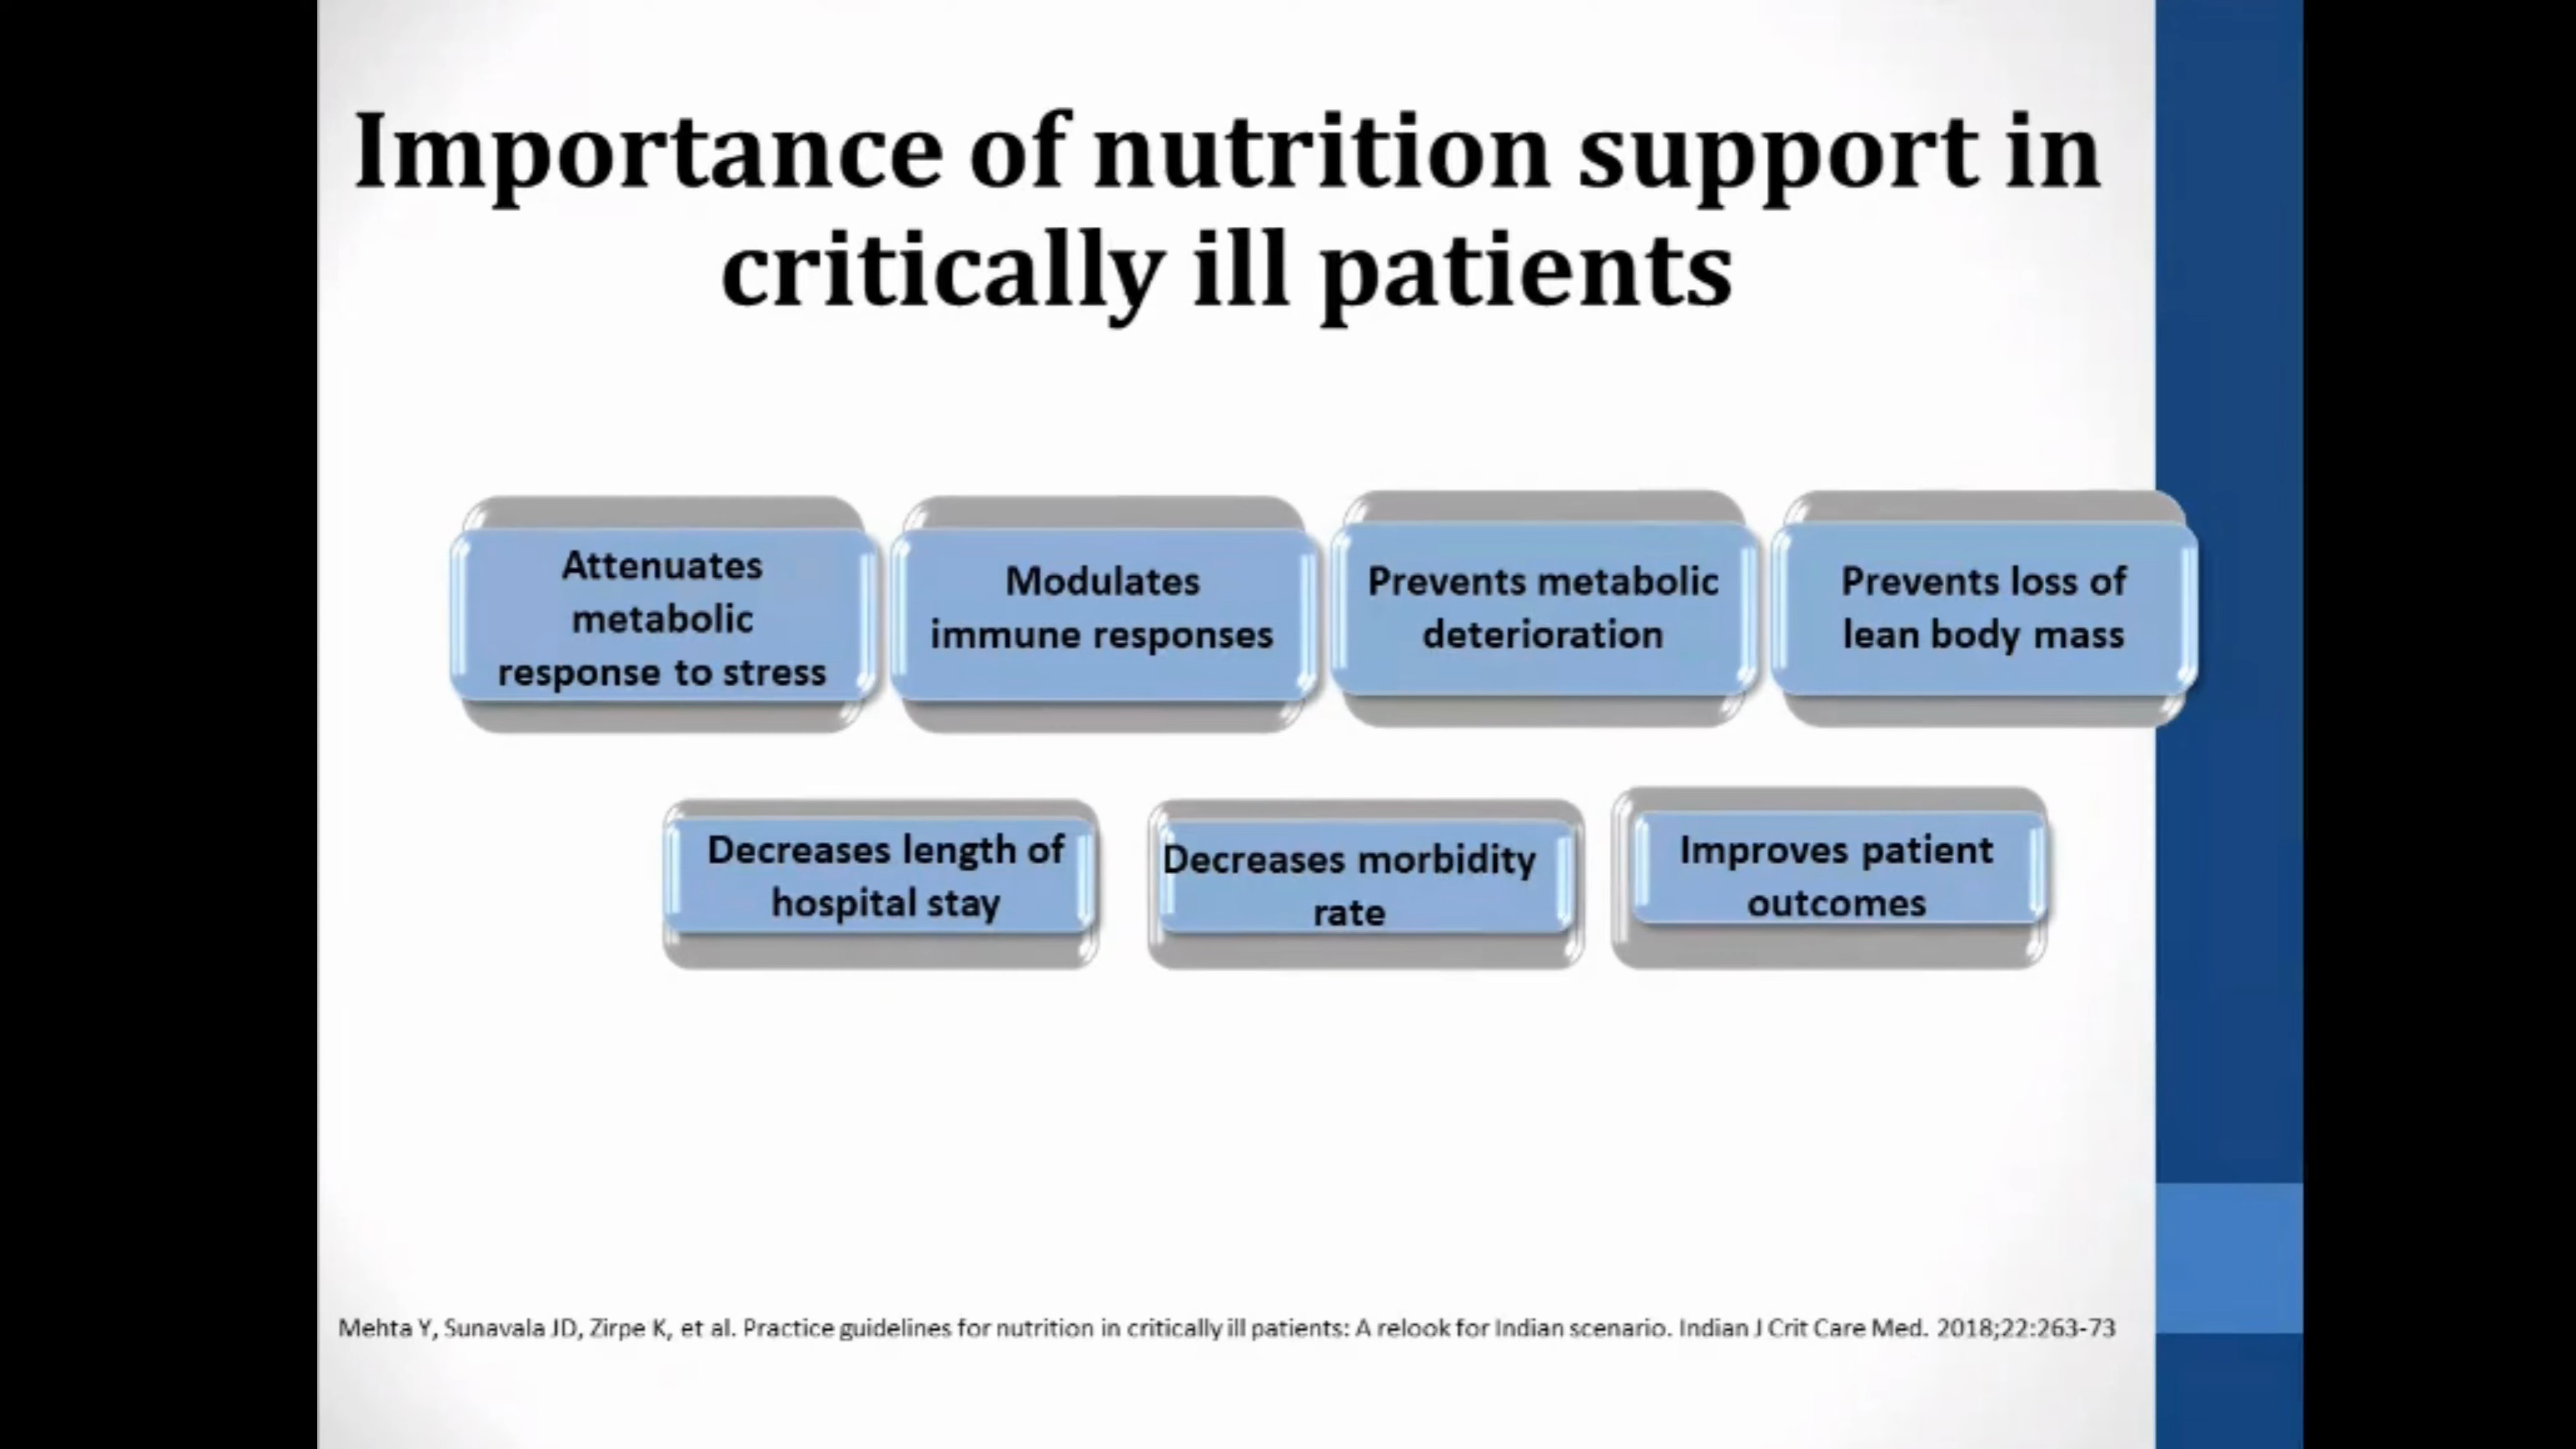 Importance of nutrition support in
critically ill patients
Attenuates
metabolic
response to stress
Modulates
immune responses
Prevents metabolic
deterioration
Prevents loss of
lean body mass
Decreases length of
hospital stay
Decreases morbidity
rate
Improves patient
outcomes
Mehta Y, Sunavala JD, Zirpe K, et al. Practice guidelines for nutrition in critically ill patients: A relook for Indian scenario. Indian J Crit Care Med. 2018;22:263-73